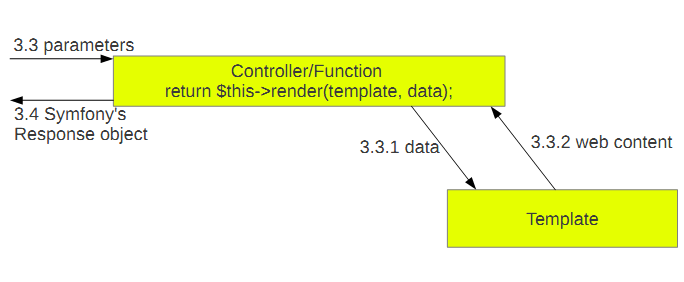 3.3 parameters
Controller/Function
return $this->render(template, data);
3.4 Symfony's
Response object
3.3.1 data
3.3.2 web content
Template